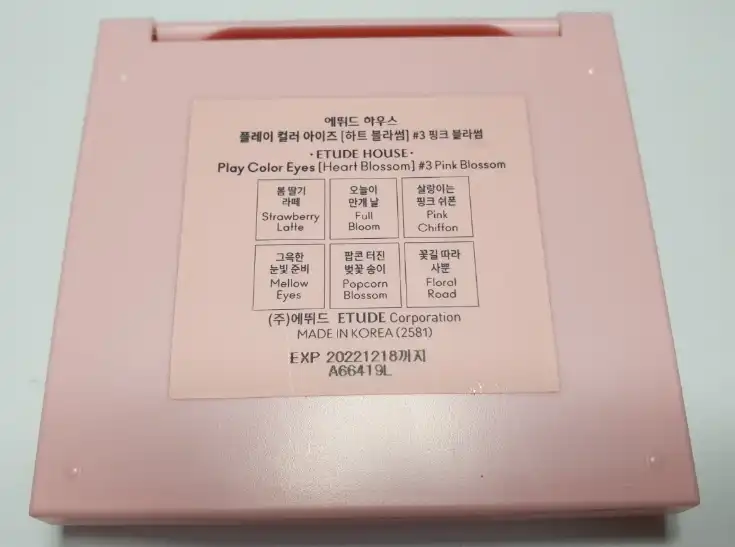 에뛰드 하우스
플레이 컬러 아이즈 [하트 블라썸] #3 핑크 블라썸
·ETUDE HOUSE·
Play Color Eyes [Heart Blossom] #3 Pink Blossom
봄 딸기
라떼
Strawberry
Latte
오늘이
만개 날
Full
Bloom
살랑이는
핑크 쉬폰
Pink
Chiffon
그윽한
눈빛 준비
Mellow
Eyes
팝콘 터진
벚꽃 송이
Popcorn
Blossom
꽃길 따라
사뿐
Floral
Road
(주)에뛰드 ETUDE Corporation
MADE IN KOREA (2581)
EXP 20221218까지
A66419L